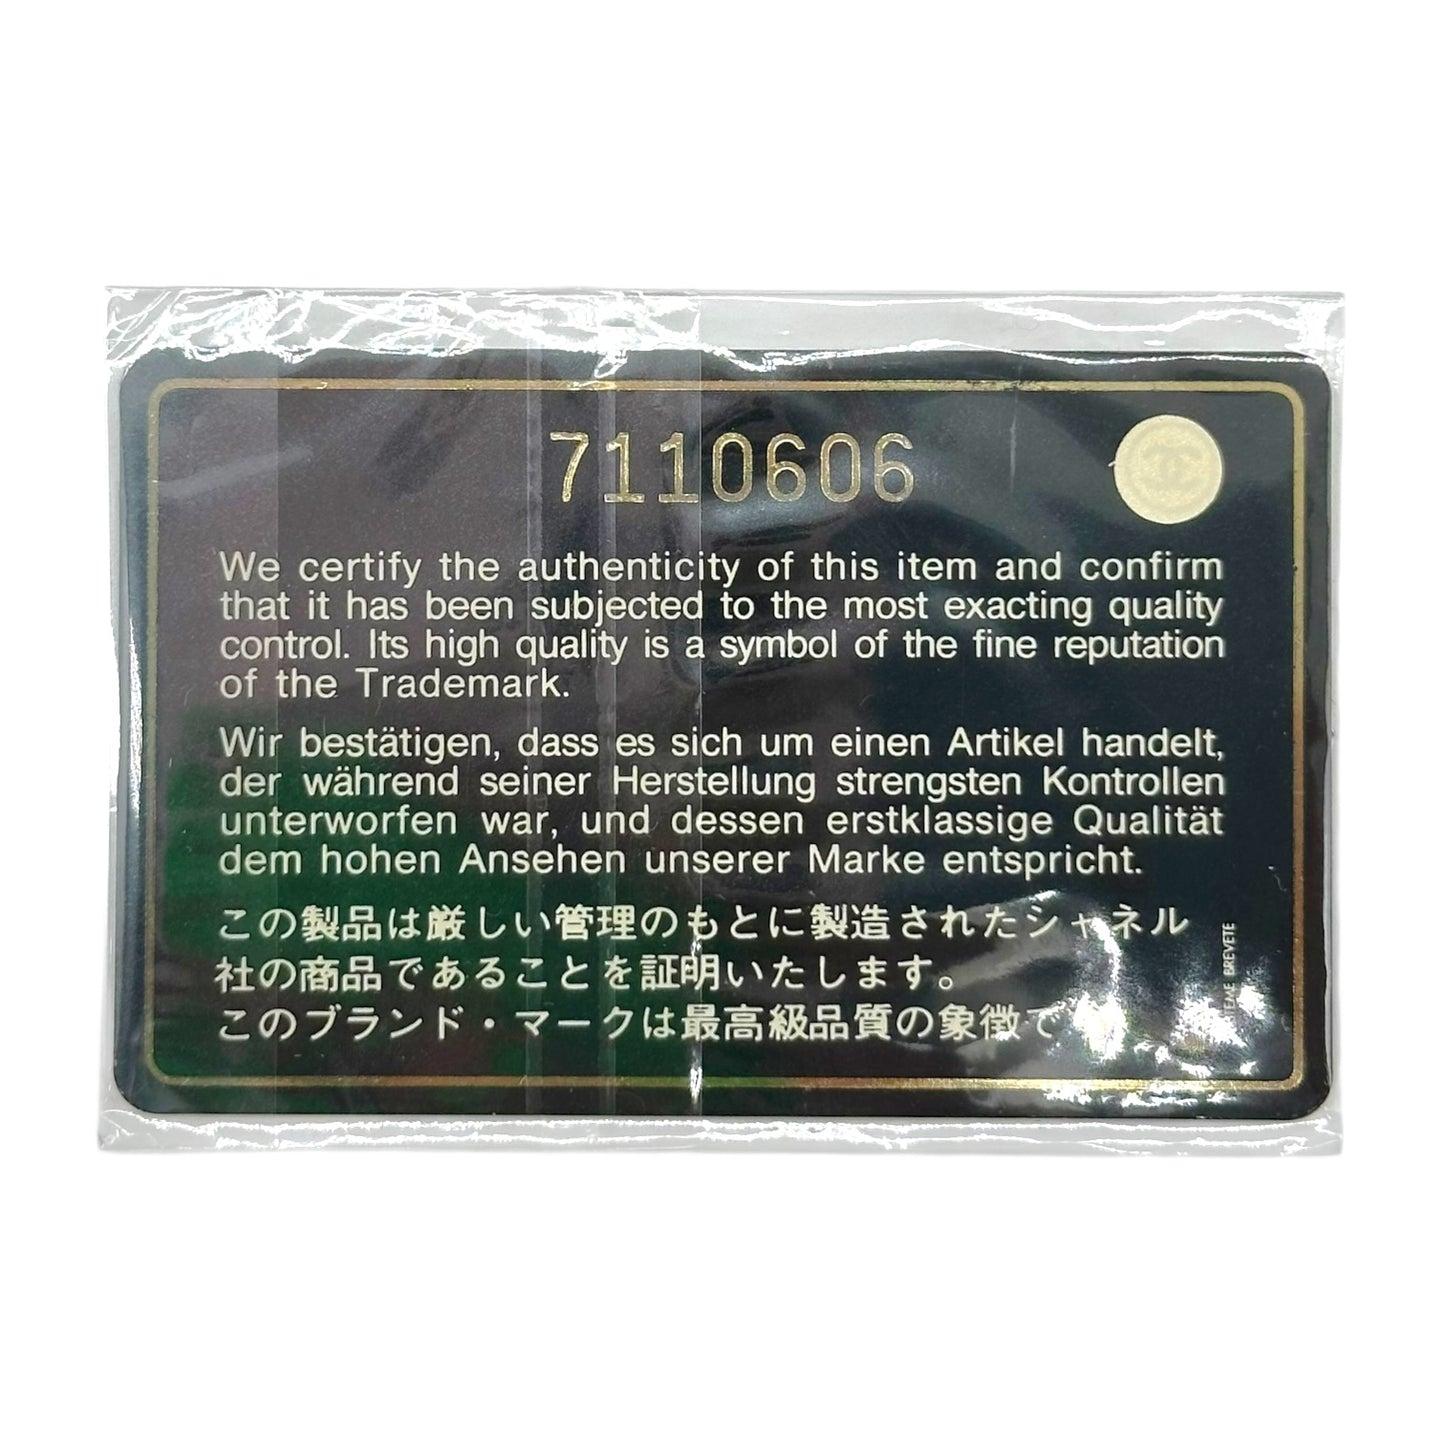 7110606
We certify the authenticity of this item and confirm
that it has been subjected to the most exacting quality
control. Its high quality is a symbol of the fine reputation
of the Trademark.
Wir bestätigen, dass es sich um einen Artikel handelt,
der während seiner Herstellung strengsten Kontrollen
unterworfen war, und dessen erstklassige Qualität
dem hohen Ansehen unserer Marke entspricht.
この製品は厳しい管理のもとに製造されたシャネル
社の商品であることを証明いたします。
このブランド・マークは最高級品質の象徴で
BREVETE